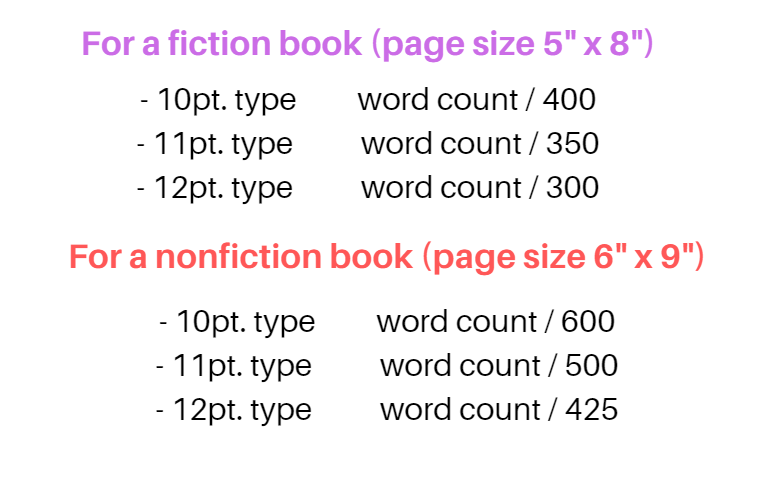 For a fiction book (page size 5" x 8")
- 10pt. type word count / 400
- 11pt. type word count / 350
- 12pt. type word count / 300
For a nonfiction book (page size 6" x 9")
- 10pt. type word count / 600
- 11pt. type word count / 500
- 12pt. type word count / 425